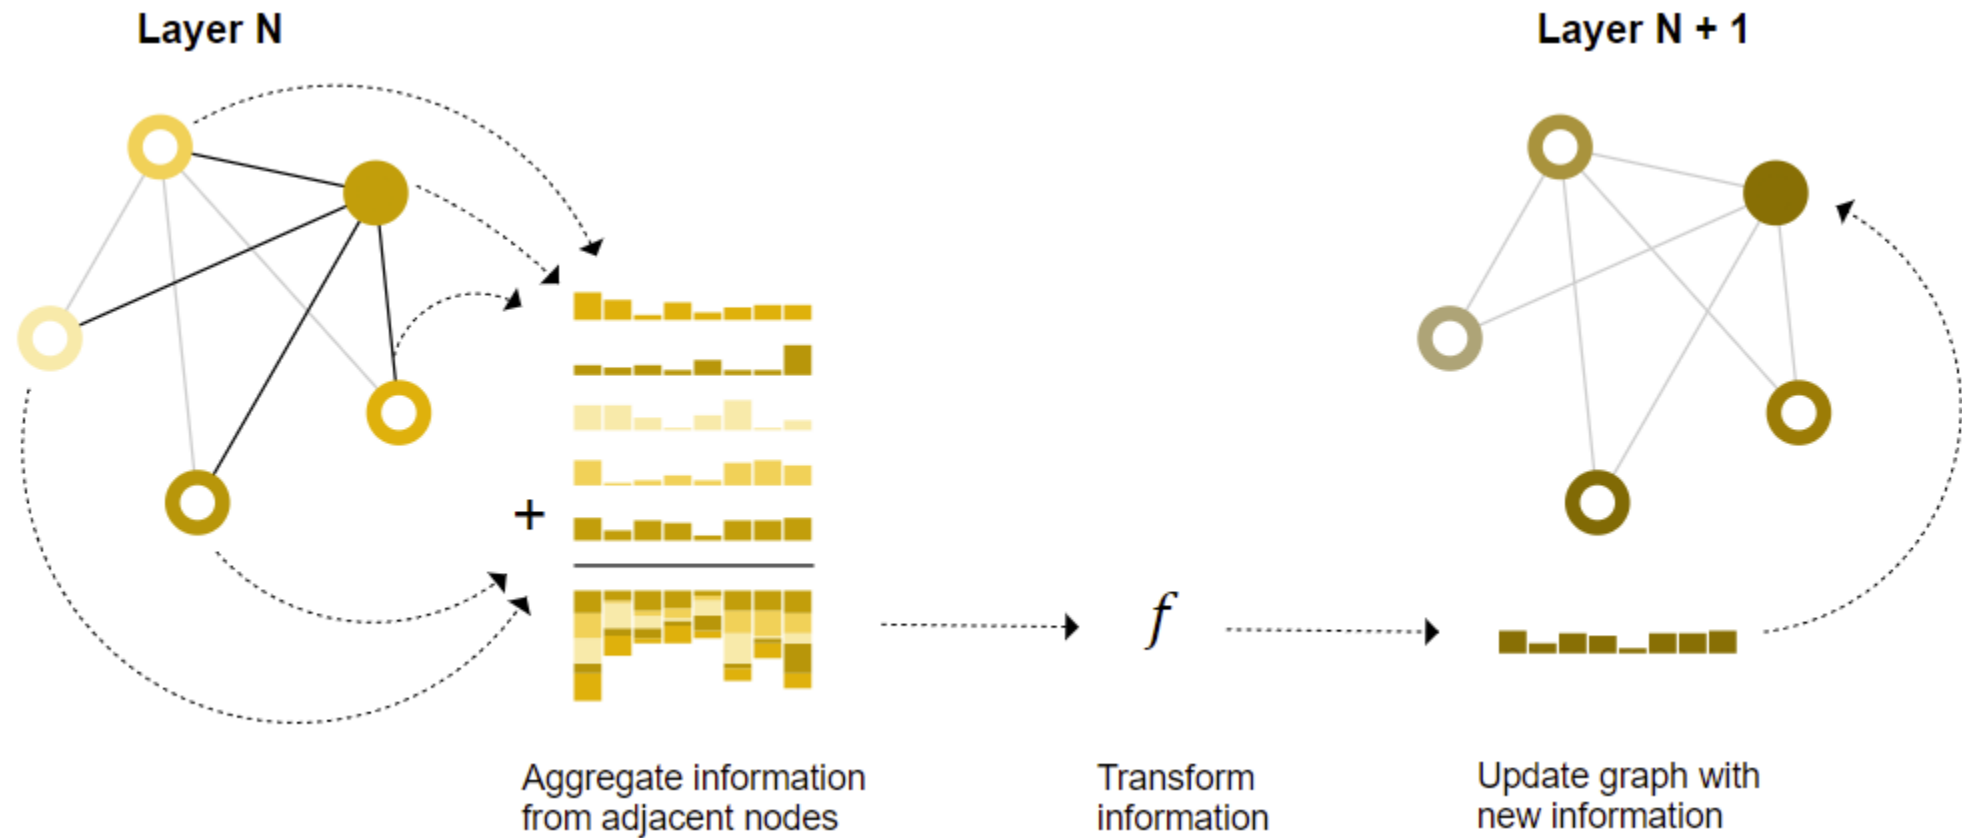 Layer N
Layer N + 1
+
f
Aggregate information
from adjacent nodes
Transform
information
Update graph with
new information